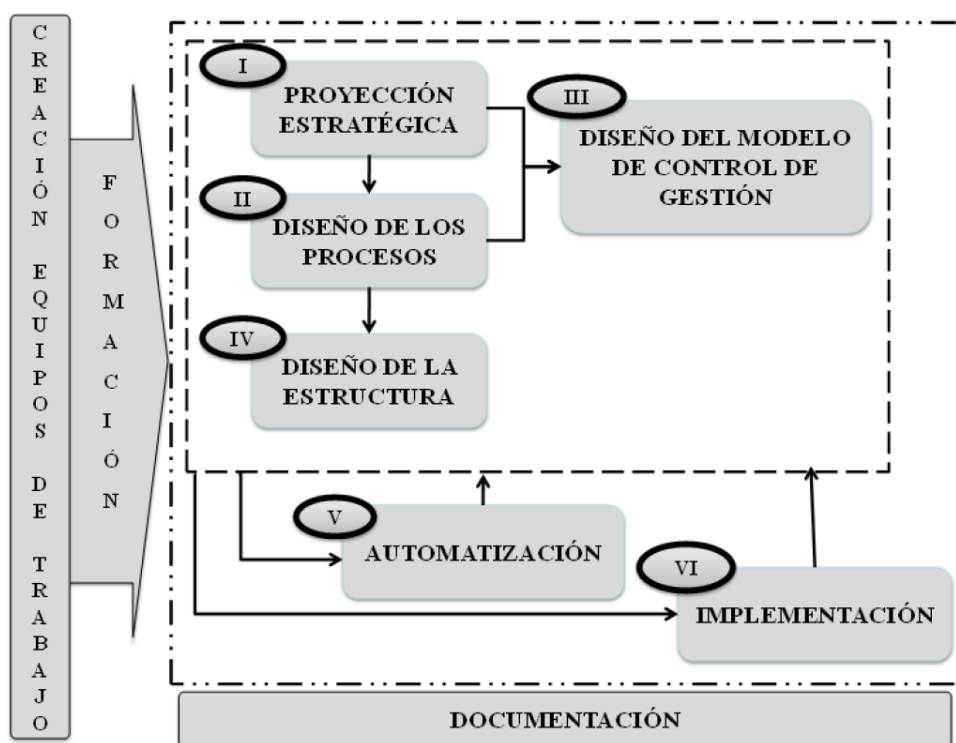 CREACIÓN EQUIPOS DE TRABAJO
FORMACIÓN
I
PROYECCIÓN
ESTRATÉGICA
III
DISEÑO DEL MODELO
DE CONTROL DE
GESTIÓN
II
DISEÑO DE LOS
PROCESOS
IV
DISEÑO DE LA
ESTRUCTURA
V
AUTOMATIZACIÓN
VI
IMPLEMENTACIÓN
DOCUMENTACIÓN